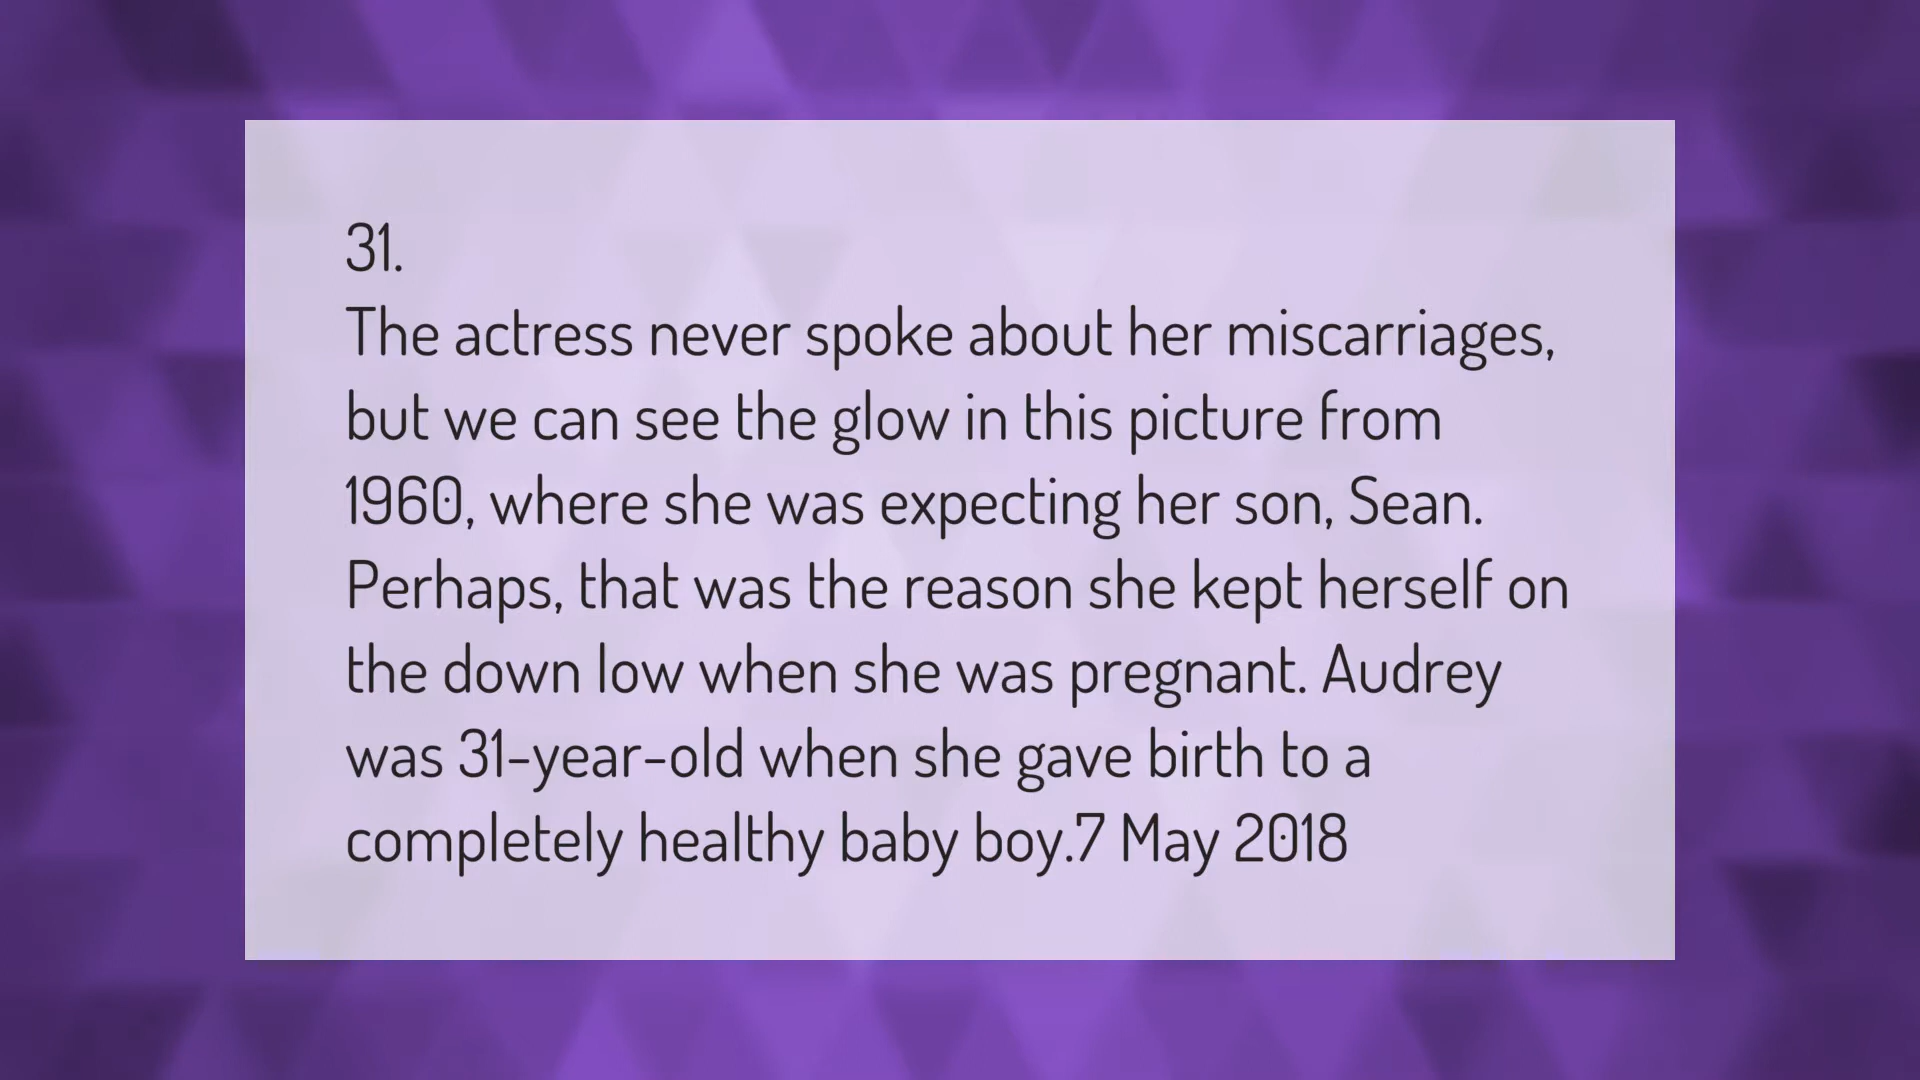 31.
The actress never spoke about her miscarriages,
but we can see the glow in this picture from
1960, where she was expecting her son, Sean.
Perhaps, that was the reason she kept herself on
the down low when she was pregnant. Audrey
was 31-year-old when she gave birth to a
completely healthy baby boy.7 May 2018